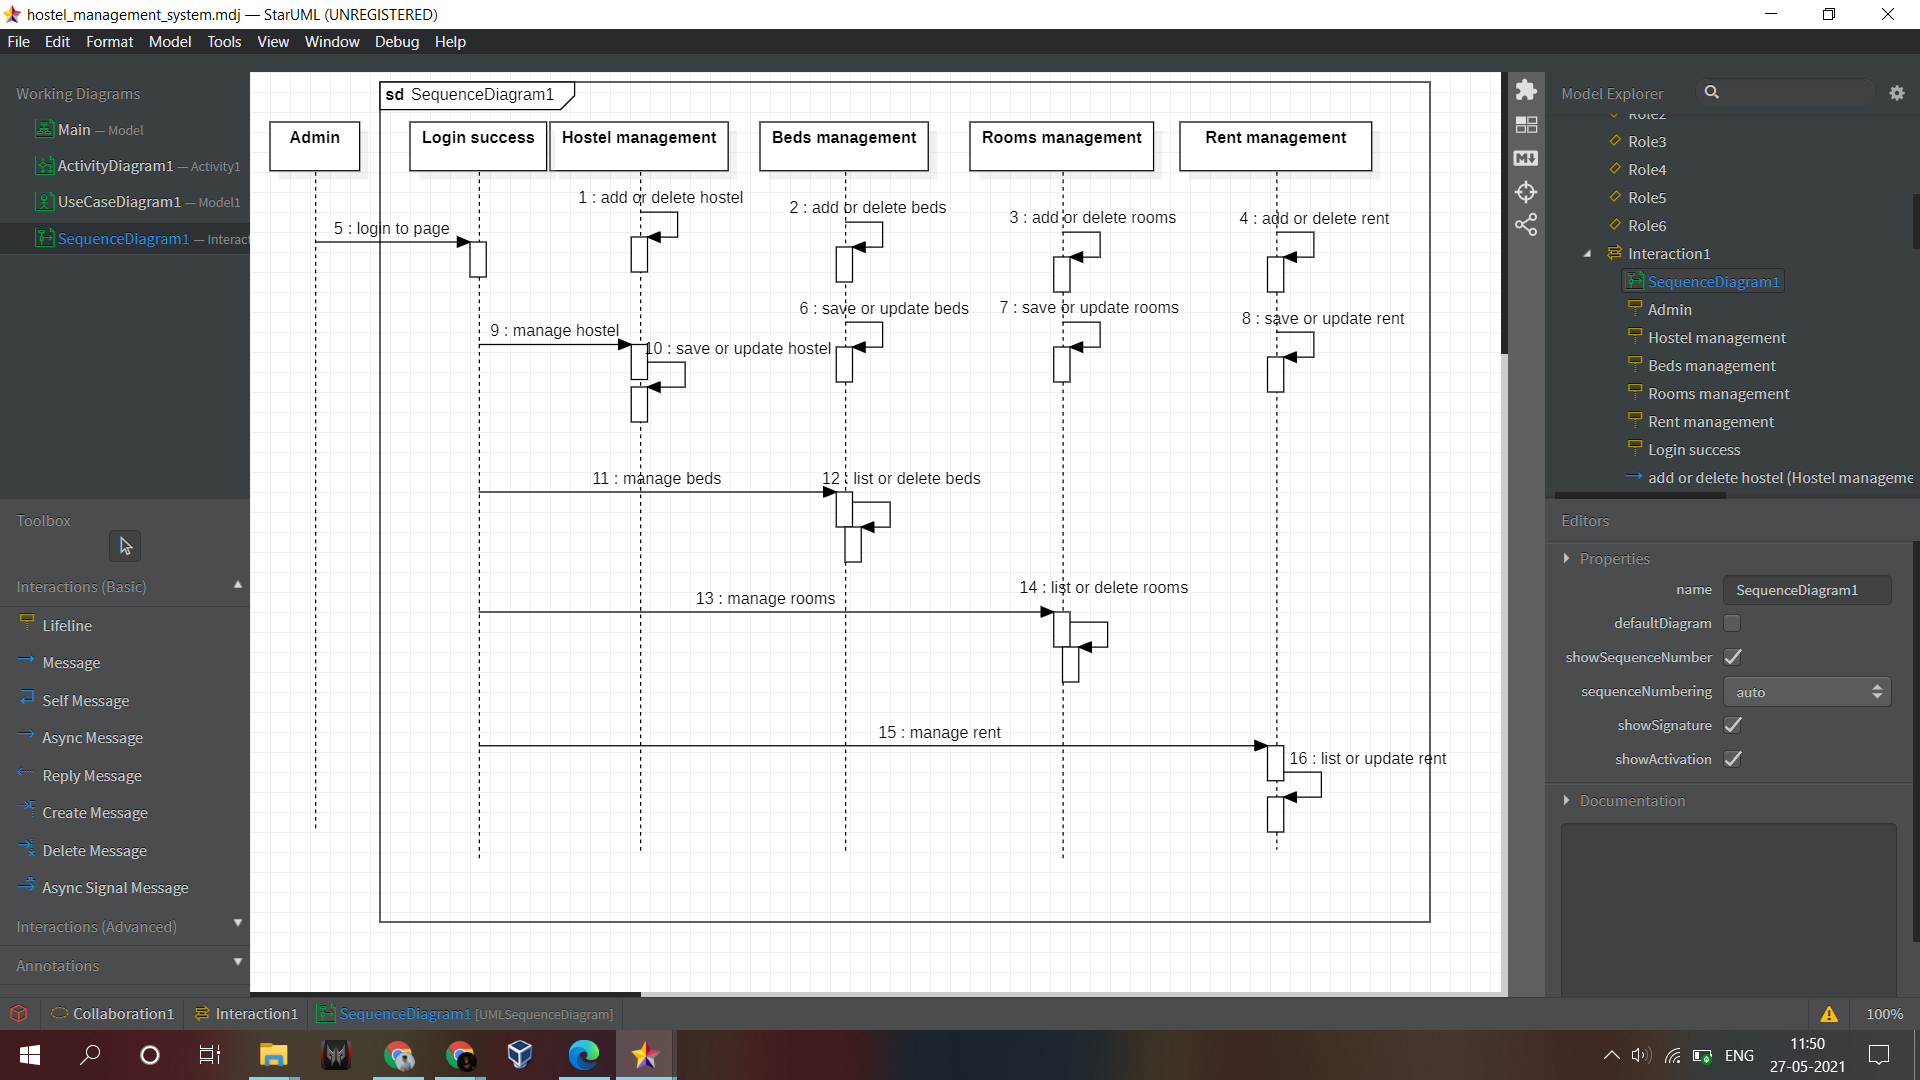 hostel_management_system.mdj — StarUML (UNREGISTERED)
File Edit Format Model Tools View Window Debug Help
Working Diagrams
Main — Model
ActivityDiagram1 — Activity1
UseCaseDiagram1 — Model1
SequenceDiagram1 — Interact
Toolbox
Interactions (Basic)
Lifeline
Message
Self Message
Async Message
Reply Message
Create Message
Delete Message
Async Signal Message
Interactions (Advanced)
Annotations
sd SequenceDiagram1
Admin
Login success
Hostel management
Beds management
Rooms management
Rent management
1 : add or delete hostel
2 : add or delete beds
3 : add or delete rooms
4 : add or delete rent
5 : login to page
6 : save or update beds
7 : save or update rooms
8 : save or update rent
9 : manage hostel
10 : save or update hostel
11 : manage beds
12 : list or delete beds
13 : manage rooms
14 : list or delete rooms
15 : manage rent
16 : list or update rent
Model Explorer
Role2
Role3
Role4
Role5
Role6
Interaction1
SequenceDiagram1
Admin
Hostel management
Beds management
Rooms management
Rent management
Login success
add or delete hostel (Hostel manageme
Editors
Properties
name SequenceDiagram1
defaultDiagram
showSequenceNumber
sequenceNumbering auto
showSignature
showActivation
Documentation
Collaboration1 Interaction1 SequenceDiagram1 [UMLSequenceDiagram]
100%
ENG
11:50
27-05-2021